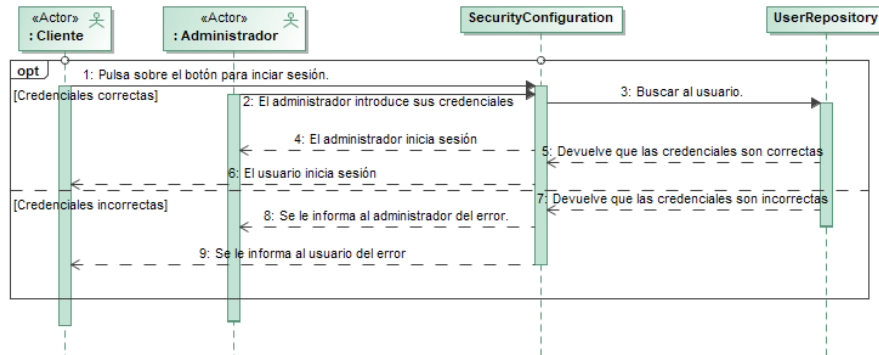 «Actor»
: Cliente
«Actor»
: Administrador
SecurityConfiguration
UserRepository
opt
1: Pulsa sobre el botón para inciar sesión.
[Credenciales correctas]
2: El administrador introduce sus credenciales
3: Buscar al usuario.
4: El administrador inicia sesión
5: Devuelve que las credenciales son correctas
6: El usuario inicia sesión
[Credenciales incorrectas]
7: Devuelve que las credenciales son incorrectas
8: Se le informa al administrador del error.
9: Se le informa al usuario del error